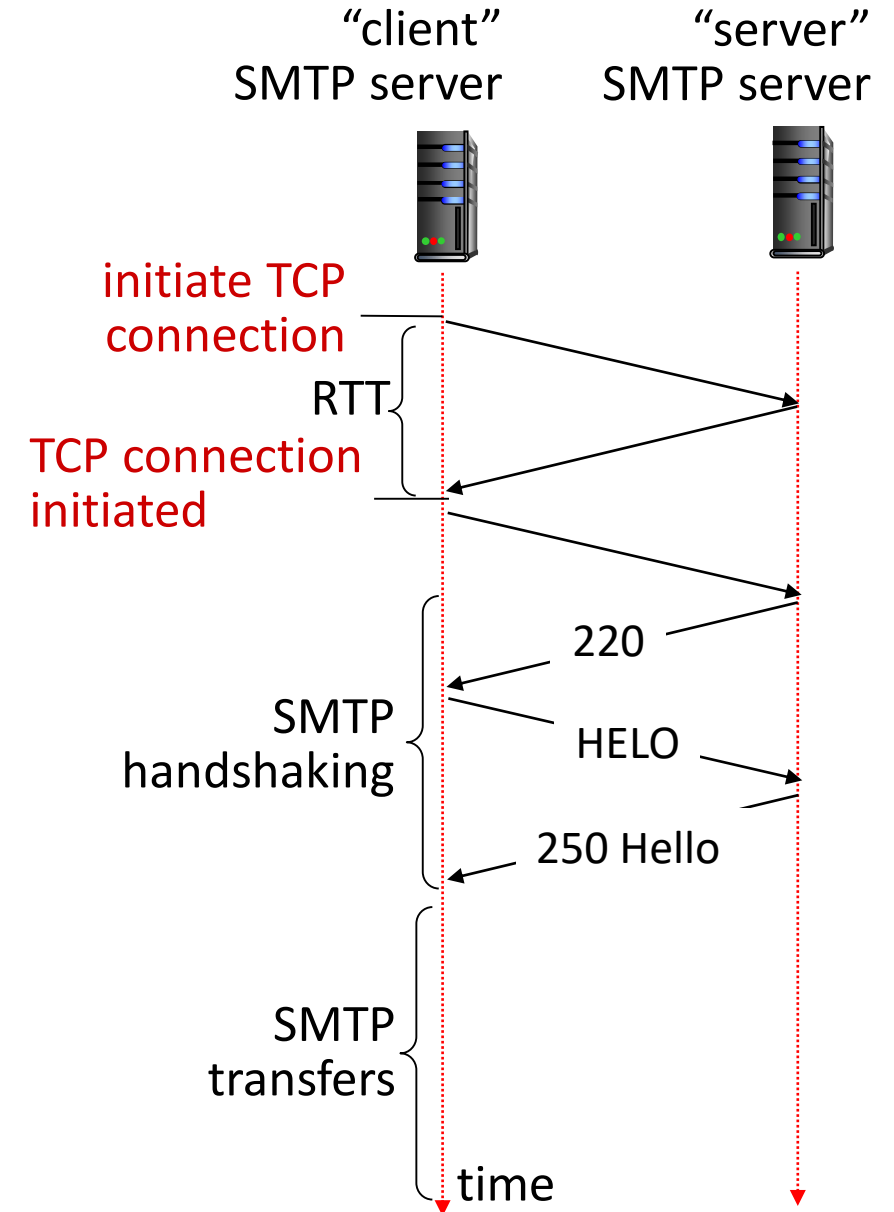 “client”
SMTP server
“server”
SMTP server
initiate TCP
connection
RTT
TCP connection
initiated
220
SMTP
handshaking
HELO
250 Hello
SMTP
transfers
time